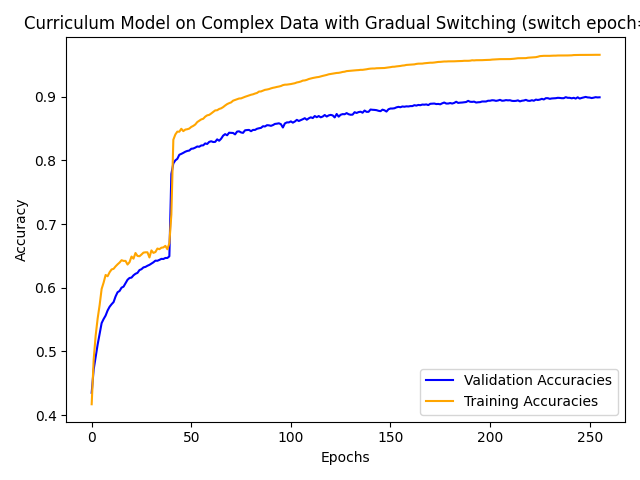 Curriculum Model on Complex Data with Gradual Switching (switch epoch=
Accuracy
0.9
0.8
0.7
0.6
0.5
0.4
0
50
100
150
200
250
Epochs
Validation Accuracies
Training Accuracies